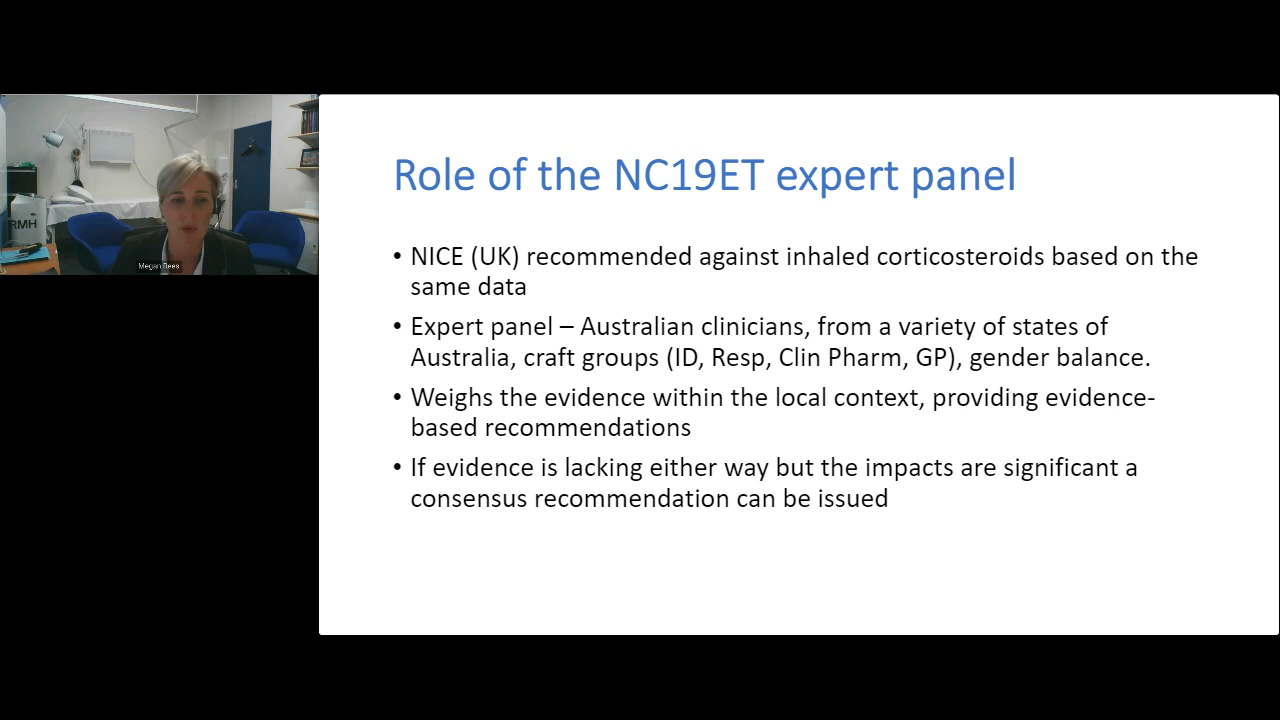 RMH
Megan Rees
Role of the NC19ET expert panel
• NICE (UK) recommended against inhaled corticosteroids based on the
same data
• Expert panel – Australian clinicians, from a variety of states of
Australia, craft groups (ID, Resp, Clin Pharm, GP), gender balance.
• Weighs the evidence within the local context, providing evidence-
based recommendations
• If evidence is lacking either way but the impacts are significant a
consensus recommendation can be issued